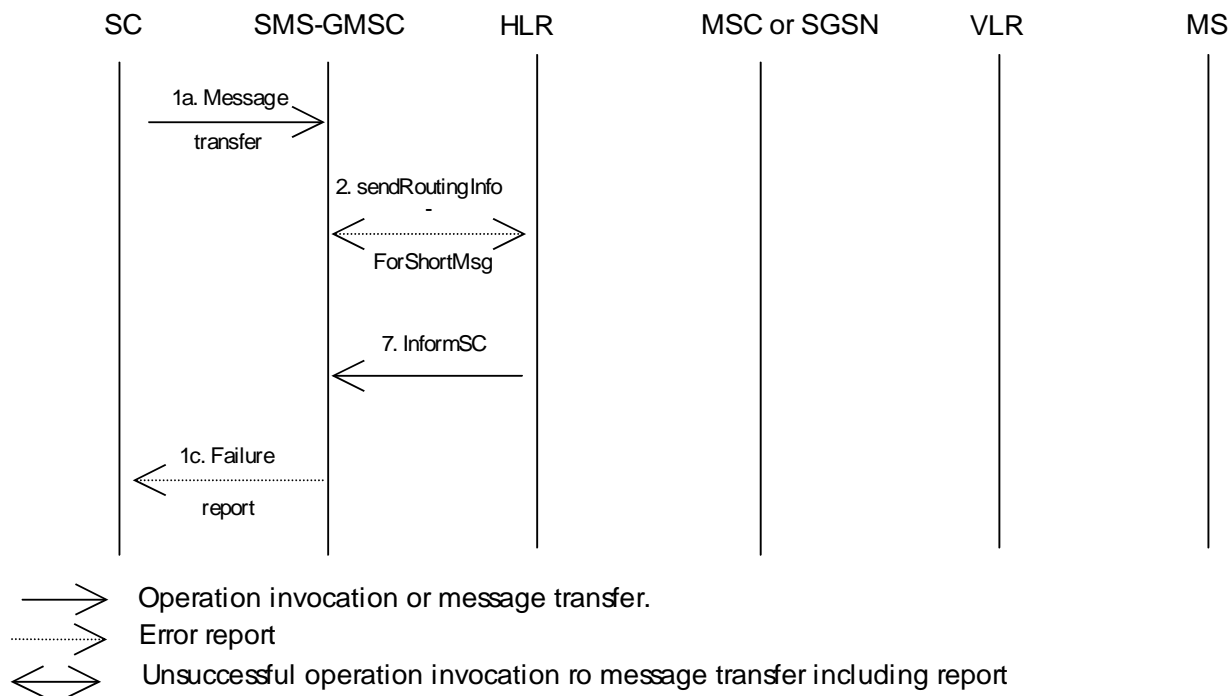 SC SMS-GMSC HLR MSC or SGSN VLR MS
1a. Message
transfer
2. sendRoutingInfo
-
ForShortMsg
7. InformSC
1c. Failure
report
Operation invocation or message transfer.
Error report
Unsuccessful operation invocation ro message transfer including report